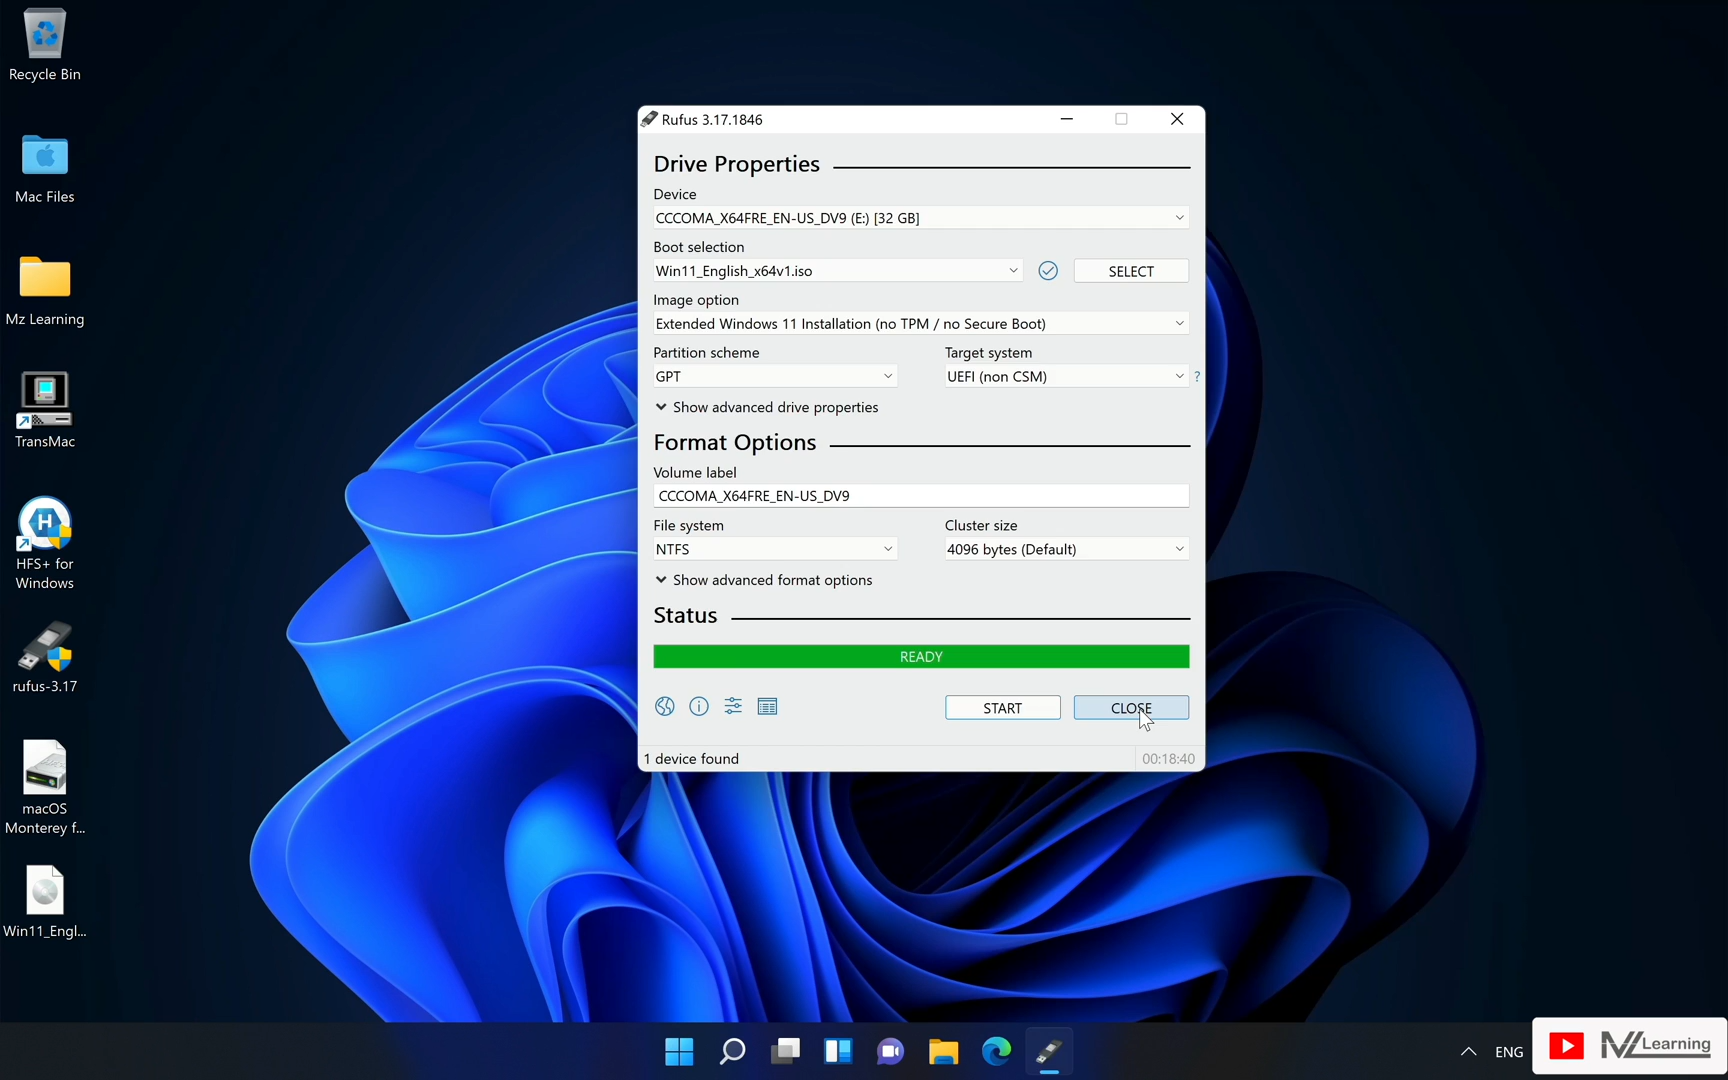 Recycle Bin
Mac Files
Mz Learning
TransMac
HFS+ for
Windows
rufus-3.17
macOS
Monterey f...
Win11_Engl...
Rufus 3.17.1846
Drive Properties
Device
CCCOMA_X64FRE_EN-US_DV9 (E:) [32 GB]
Boot selection
Win11_English_x64v1.iso
SELECT
Image option
Extended Windows 11 Installation (no TPM / no Secure Boot)
Partition scheme
Target system
GPT
UEFI (non CSM)
?
Show advanced drive properties
Format Options
Volume label
CCCOMA_X64FRE_EN-US_DV9
File system
Cluster size
NTFS
4096 bytes (Default)
Show advanced format options
Status
READY
START
CLOSE
1 device found
00:18:40
ENG
MZ Learning